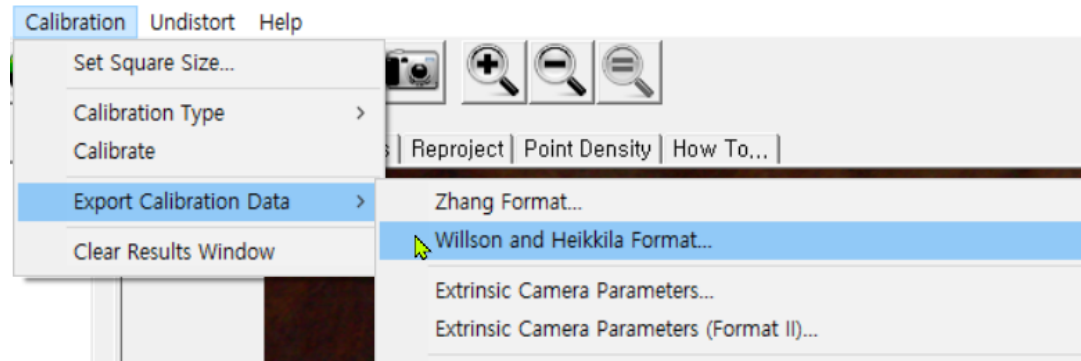 Calibration Undistort Help
Set Square Size...
Calibration Type >
Calibrate
Reproject Point Density How To...
Export Calibration Data >
Zhang Format...
Willson and Heikkila Format...
Clear Results Window
Extrinsic Camera Parameters...
Extrinsic Camera Parameters (Format II)...